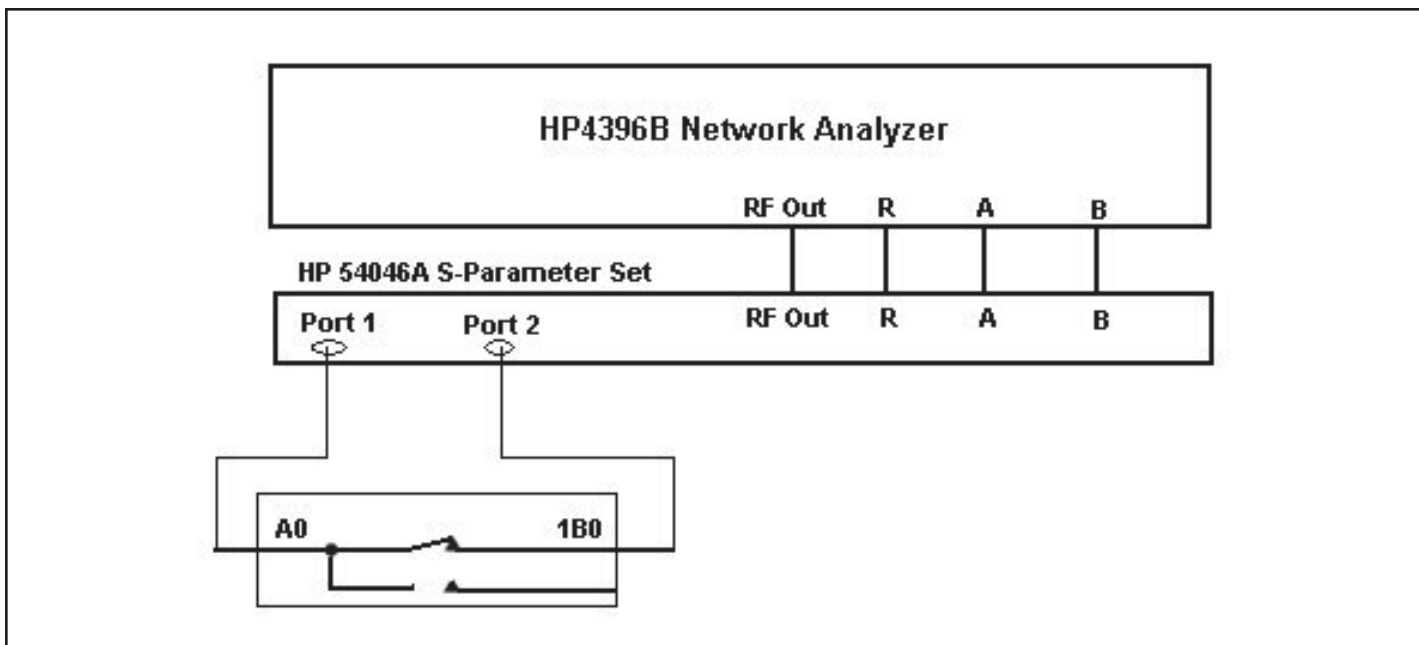 HP4396B Network Analyzer
RF Out R A B
HP 54046A S-Parameter Set
Port 1 Port 2 RF Out R A B
A0 1B0